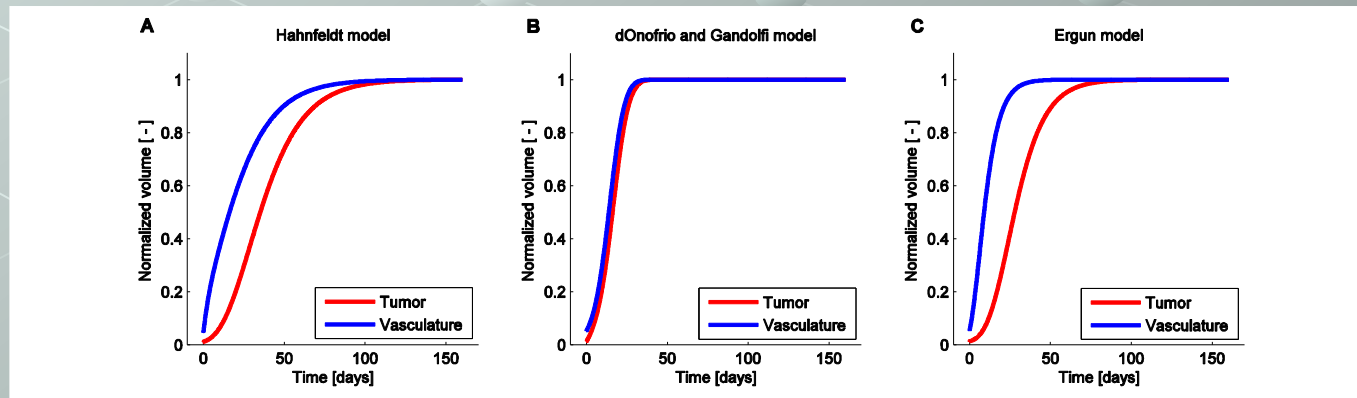 A
Hahnfeldt model
Normalized volume [ - ]
1
0.8
0.6
0.4
0.2
0
Tumor
Vasculature
0 50 100 150
Time [days]
B
dOnofrio and Gandolfi model
Normalized volume [ - ]
1
0.8
0.6
0.4
0.2
0
Tumor
Vasculature
0 50 100 150
Time [days]
C
Ergun model
Normalized volume [ - ]
1
0.8
0.6
0.4
0.2
0
Tumor
Vasculature
0 50 100 150
Time [days]